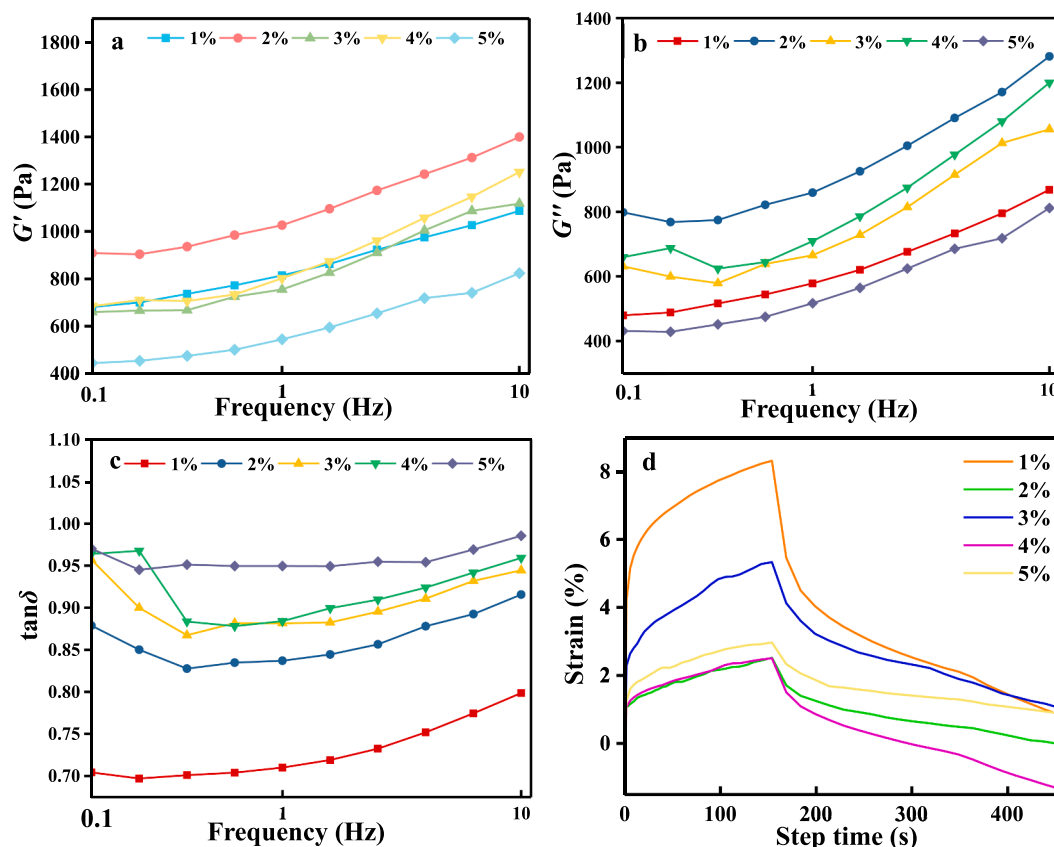 a
1% 2% 3% 4% 5%
1800
1600
1400
1200
1000
800
600
400
G′ (Pa)
0.1 1 10
Frequency (Hz)
b
1% 2% 3% 4% 5%
1400
1200
1000
800
600
400
G′′ (Pa)
0.1 1 10
Frequency (Hz)
c
1% 2% 3% 4% 5%
1.10
1.05
1.00
0.95
0.90
0.85
0.80
0.75
0.70
tanδ
0.1 1 10
Frequency (Hz)
d
1%
2%
3%
4%
5%
8
6
4
2
0
Strain (%)
0 100 200 300 400
Step time (s)